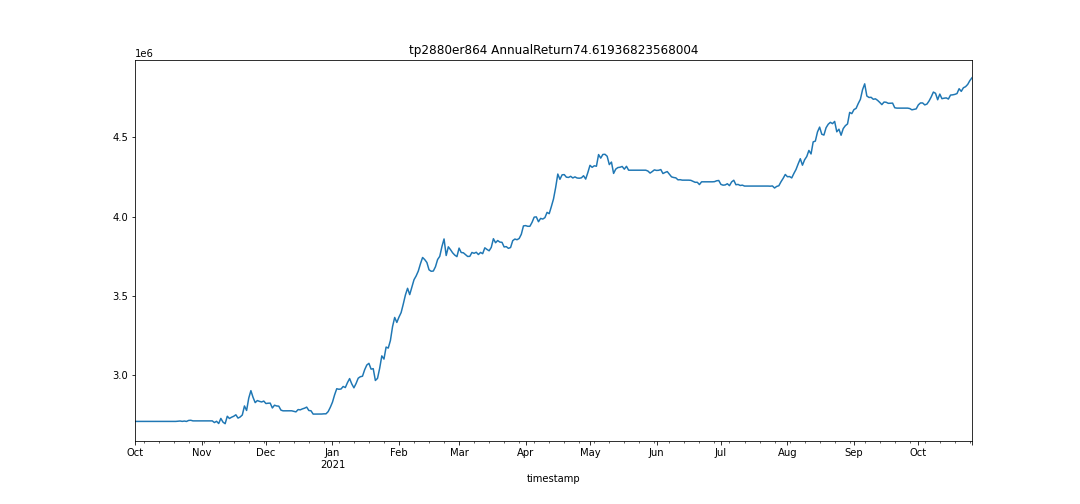 tp2880er864 AnnualReturn74.61936823568004
1e6
4.5
4.0
3.5
3.0
Oct Nov Dec Jan Feb Mar Apr May Jun Jul Aug Sep Oct
2021
timestamp